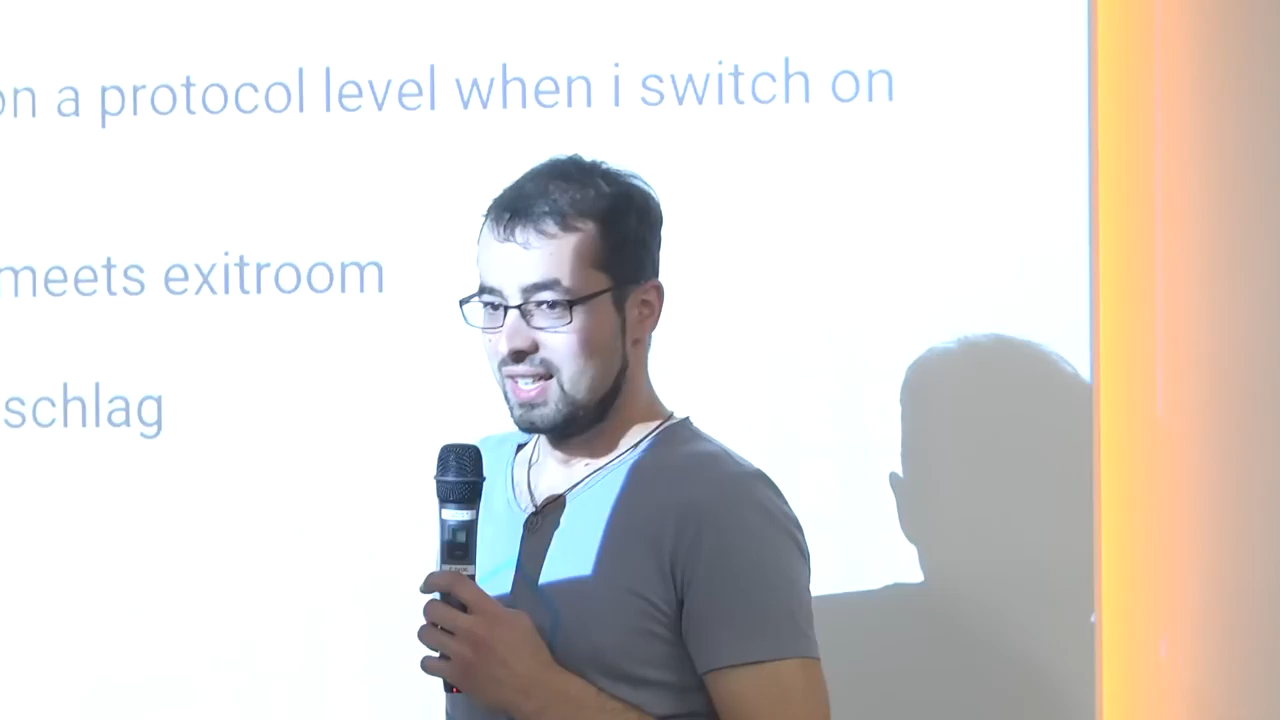 on a protocol level when i switch on
meets exitroom
schlag